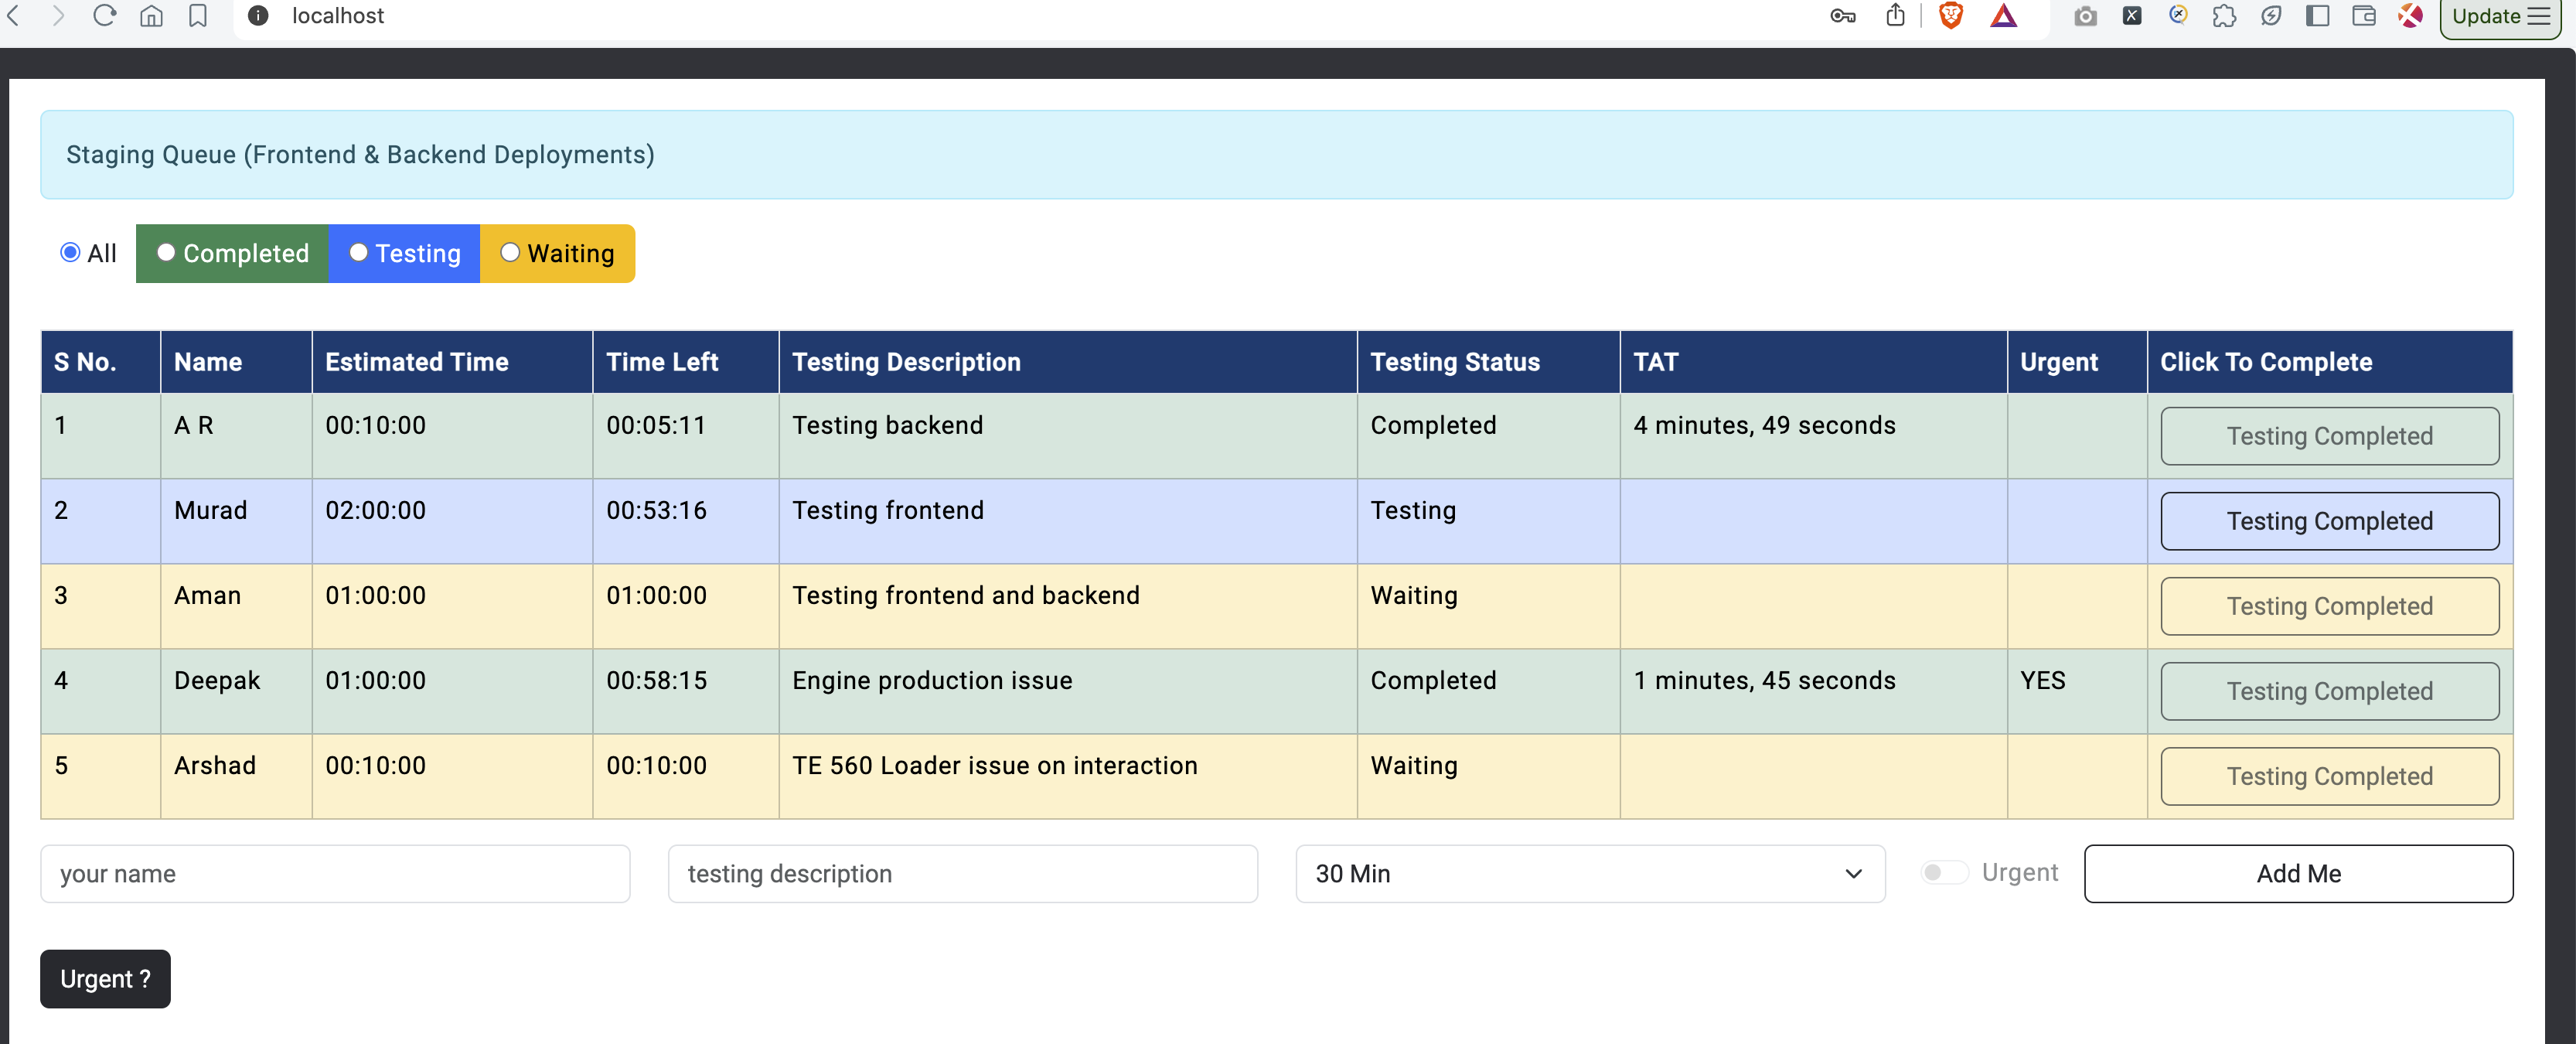 localhost
Update
Staging Queue (Frontend & Backend Deployments)
All Completed Testing Waiting
S No. Name Estimated Time Time Left Testing Description Testing Status TAT Urgent Click To Complete
1 A R 00:10:00 00:05:11 Testing backend Completed 4 minutes, 49 seconds Testing Completed
2 Murad 02:00:00 00:53:16 Testing frontend Testing Testing Completed
3 Aman 01:00:00 01:00:00 Testing frontend and backend Waiting Testing Completed
4 Deepak 01:00:00 00:58:15 Engine production issue Completed 1 minutes, 45 seconds YES Testing Completed
5 Arshad 00:10:00 00:10:00 TE 560 Loader issue on interaction Waiting Testing Completed
your name testing description 30 Min Urgent Add Me
Urgent ?